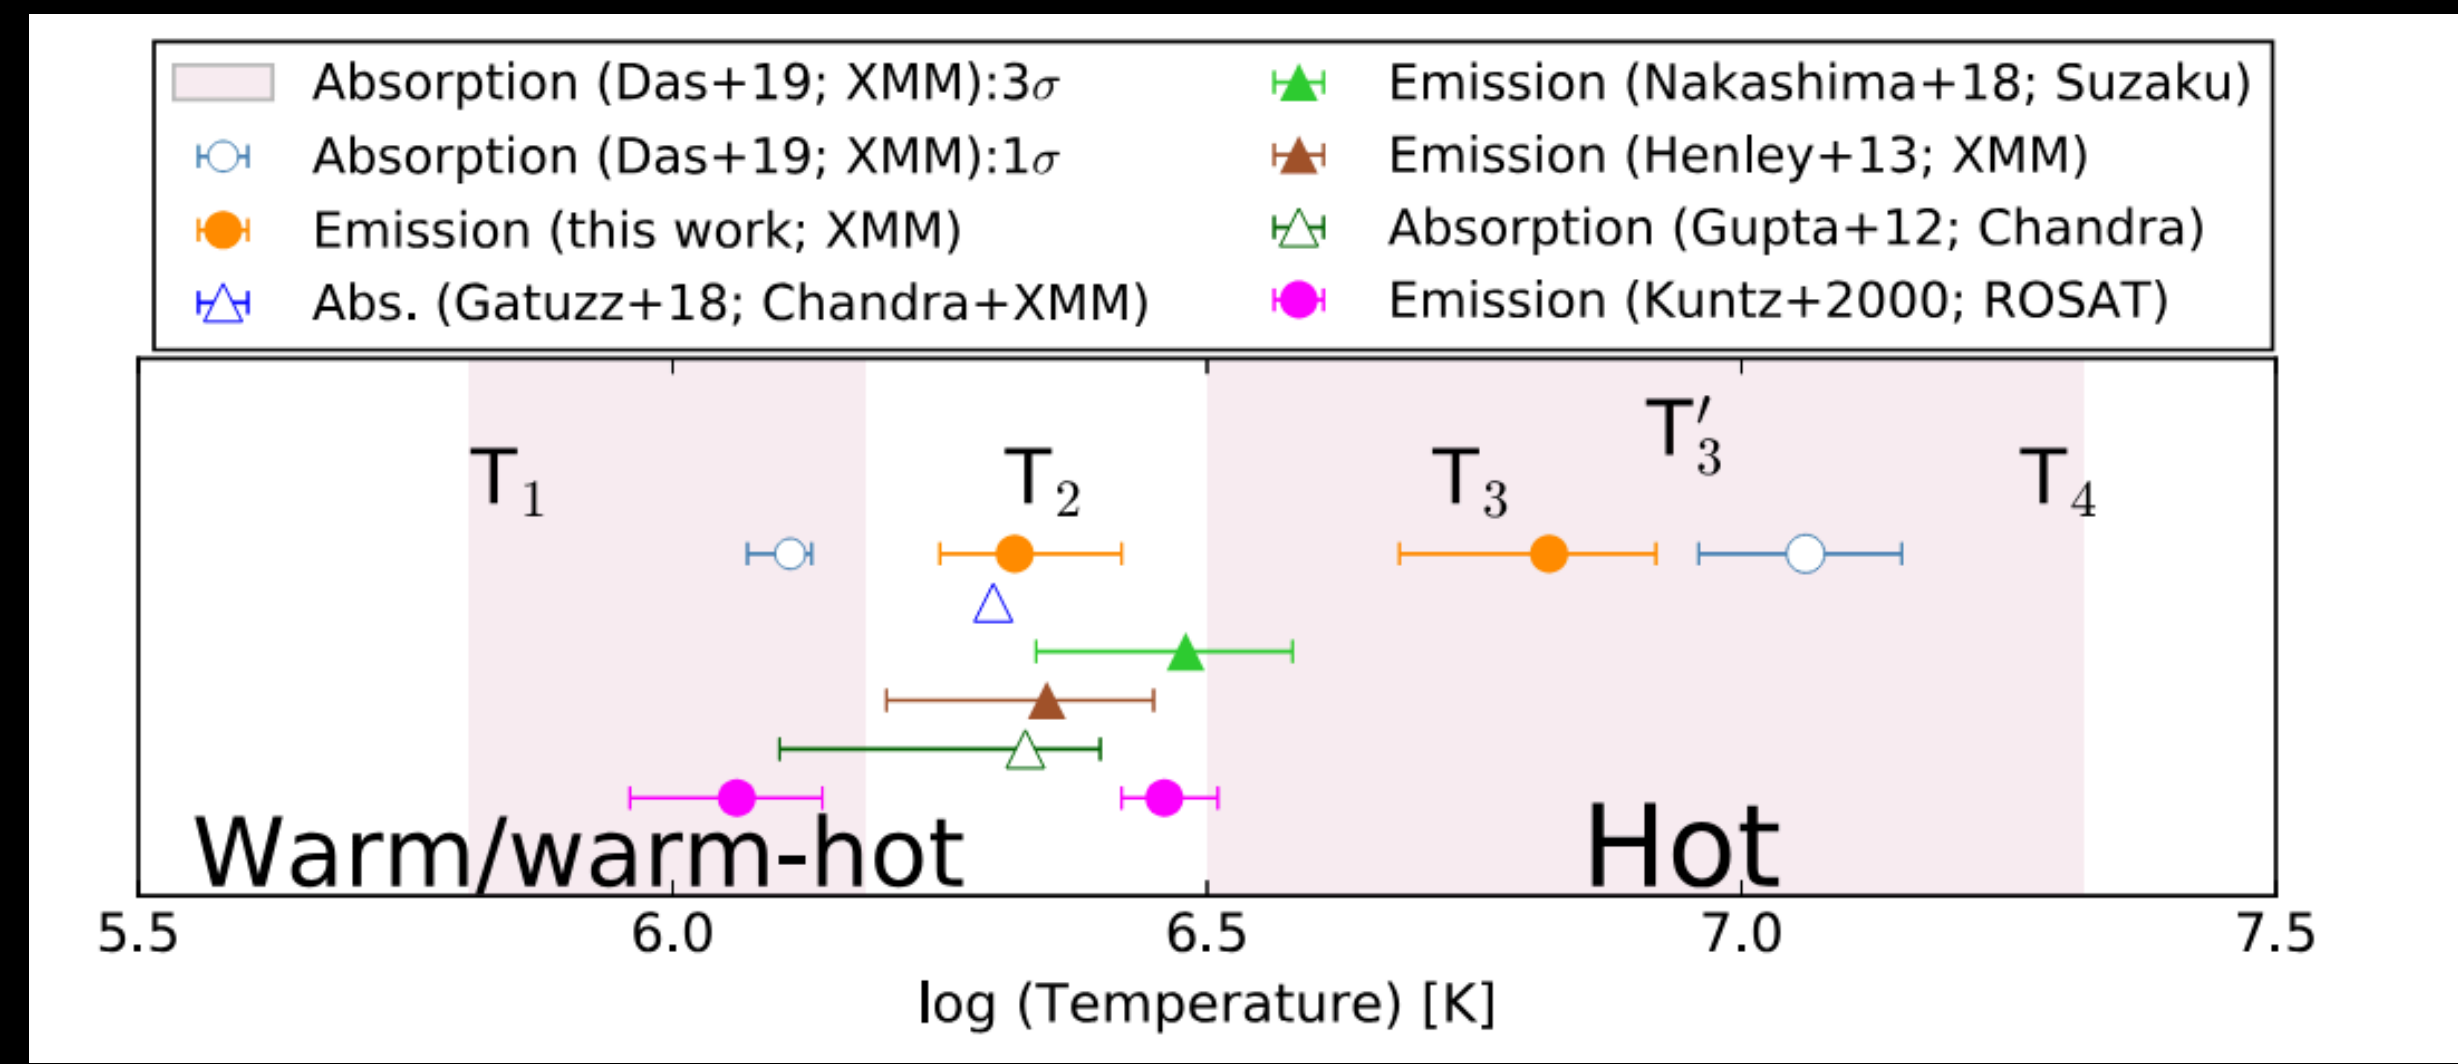 Absorption (Das+19; XMM):3σ
Absorption (Das+19; XMM):1σ
Emission (this work; XMM)
Abs. (Gatuzz+18; Chandra+XMM)
Emission (Nakashima+18; Suzaku)
Emission (Henley+13; XMM)
Absorption (Gupta+12; Chandra)
Emission (Kuntz+2000; ROSAT)
T₁ T₂ T₃ T′₃ T₄
Warm/warm-hot Hot
5.5 6.0 6.5 7.0 7.5
log (Temperature) [K]